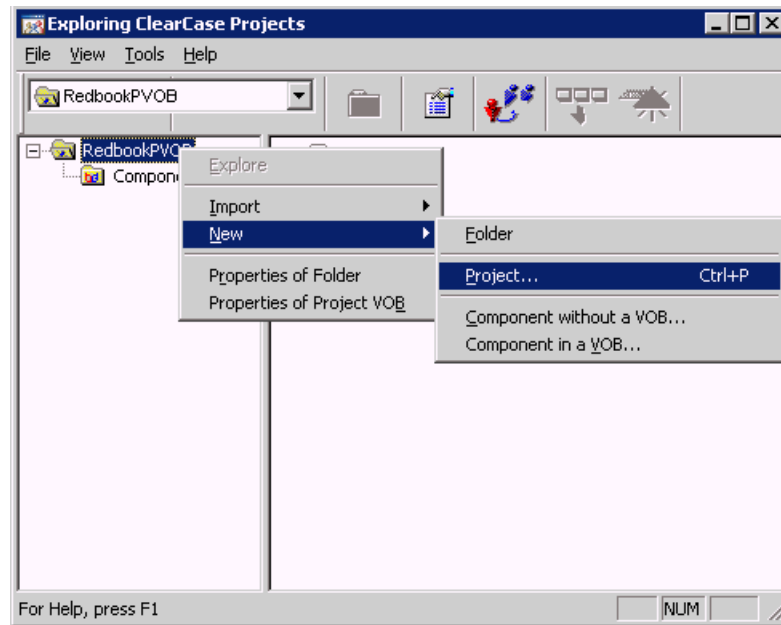 Exploring ClearCase Projects
File View Tools Help
RedbookPVOB
RedbookPVOB
Explore
Import
New
Properties of Folder
Properties of Project VOB
Folder
Project... Ctrl+P
Component without a VOB...
Component in a VOB...
For Help, press F1
NUM